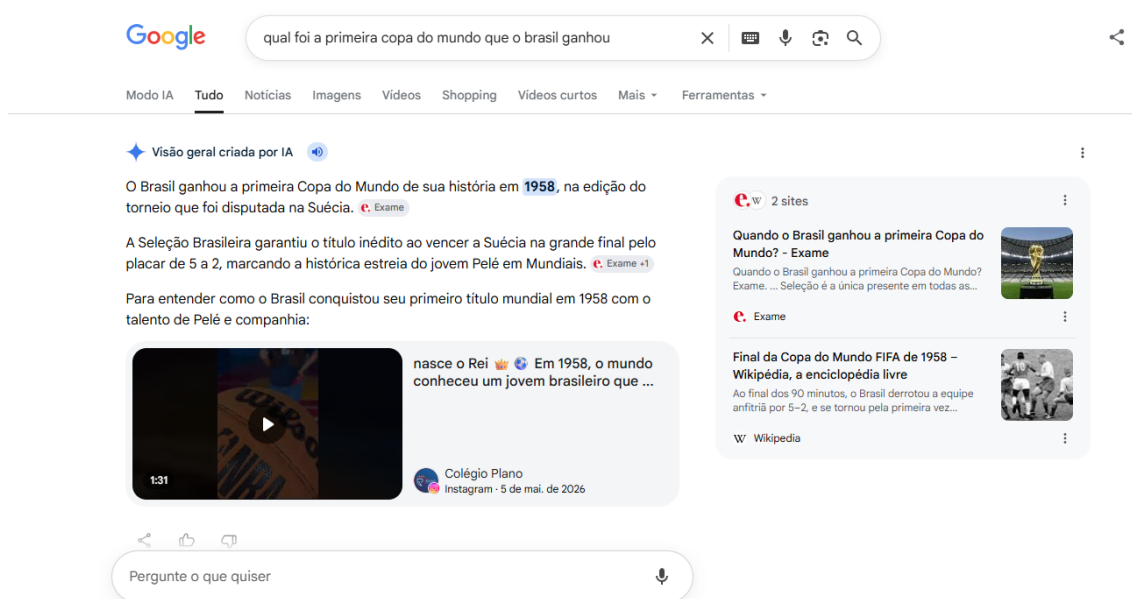 Google
qual foi a primeira copa do mundo que o brasil ganhou
Modo IA Tudo Notícias Imagens Vídeos Shopping Vídeos curtos Mais Ferramentas
Visão geral criada por IA
O Brasil ganhou a primeira Copa do Mundo de sua história em 1958, na edição do
torneio que foi disputada na Suécia. Exame
A Seleção Brasileira garantiu o título inédito ao vencer a Suécia na grande final pelo
placar de 5 a 2, marcando a histórica estreia do jovem Pelé em Mundiais. Exame +1
Para entender como o Brasil conquistou seu primeiro título mundial em 1958 com o
talento de Pelé e companhia:
1:31
nasce o Rei 👑 🌎 Em 1958, o mundo
conheceu um jovem brasileiro que ...
Colégio Plano
Instagram · 5 de mai. de 2026
2 sites
Quando o Brasil ganhou a primeira Copa do
Mundo? - Exame
Quando o Brasil ganhou a primeira Copa do Mundo?
Exame. ... Seleção é a única presente em todas as...
Exame
Final da Copa do Mundo FIFA de 1958 –
Wikipédia, a enciclopédia livre
Ao final dos 90 minutos, o Brasil derrotou a equipe
anfitriã por 5–2, e se tornou pela primeira vez...
W Wikipedia
Pergunte o que quiser